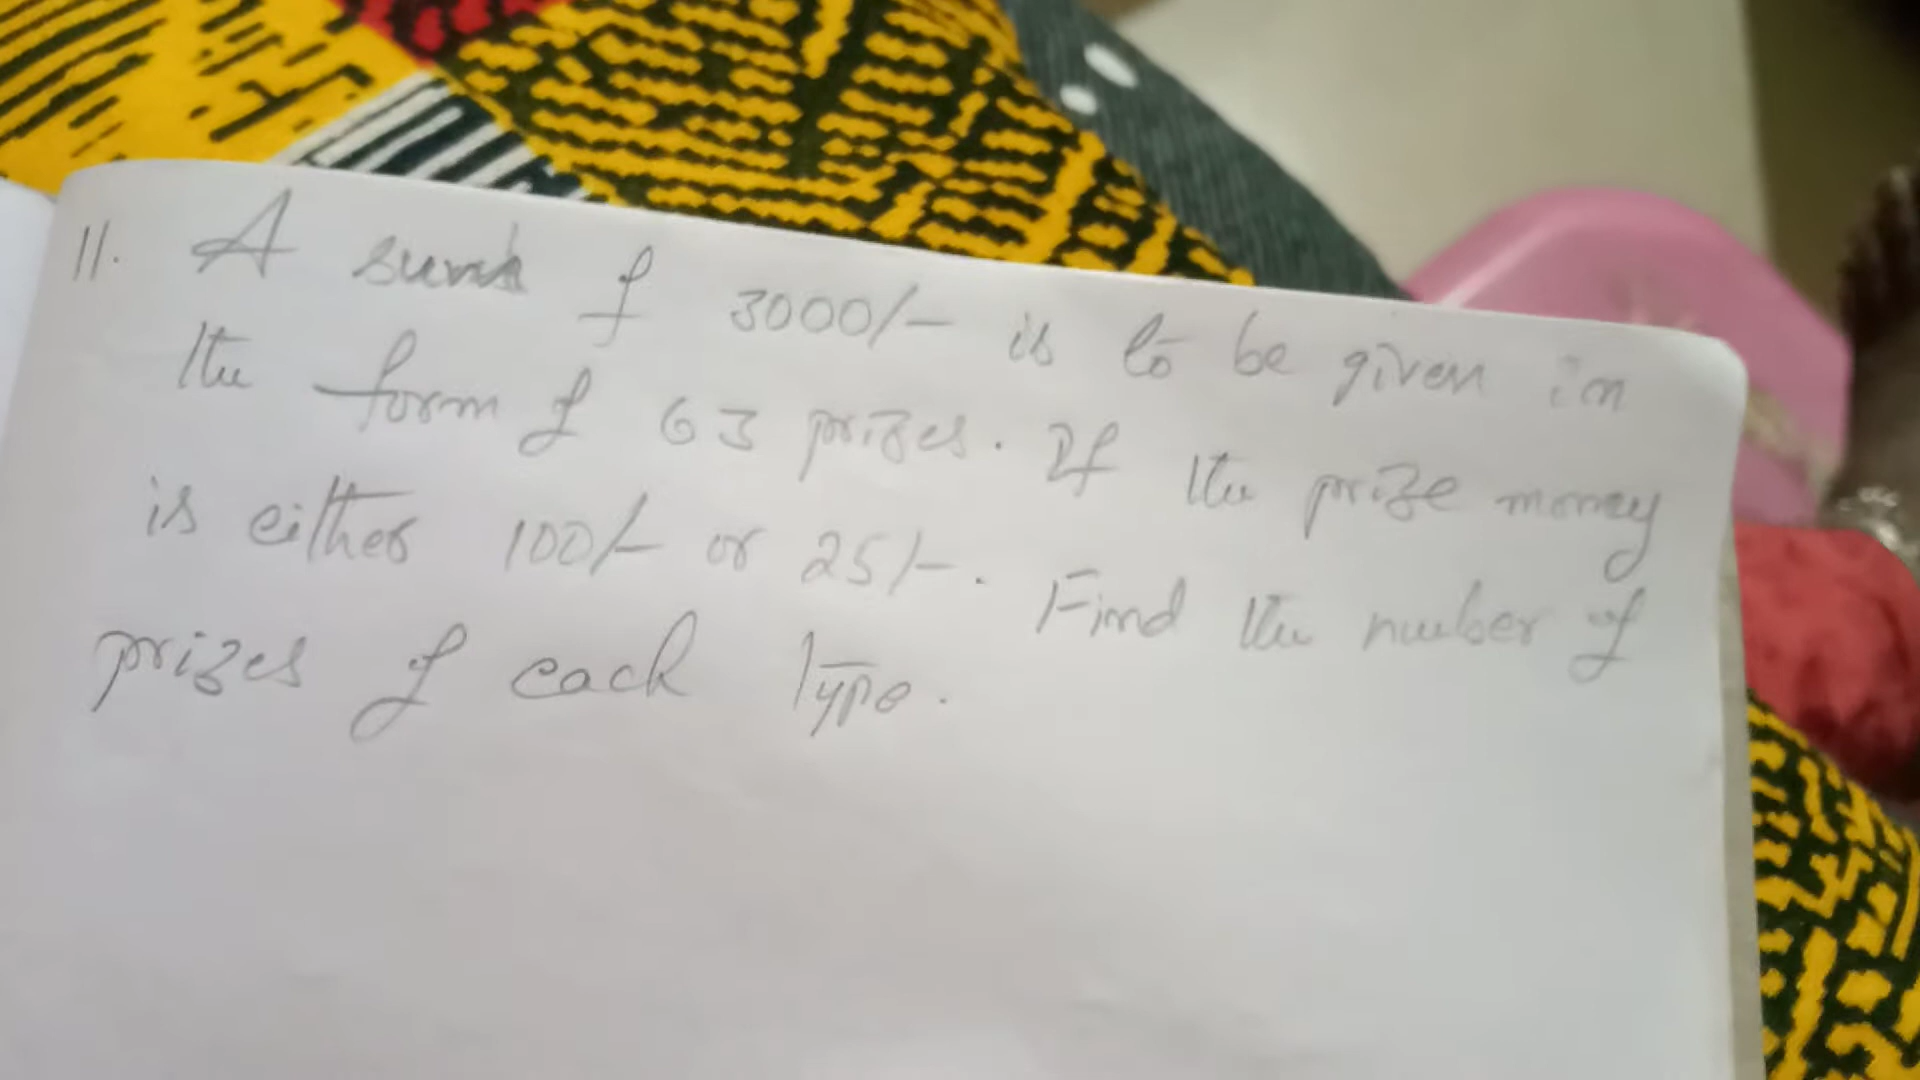 11. A sum of 3000/- is to be given in
the form of 63 prizes. If the prize money
is either 100/- or 25/-. Find the number of
prizes of each type.